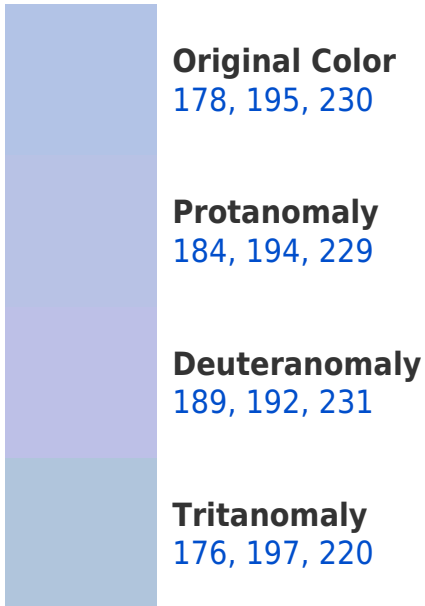 Original Color
178, 195, 230
Protanomaly
184, 194, 229
Deuteranomaly
189, 192, 231
Tritanomaly
176, 197, 220